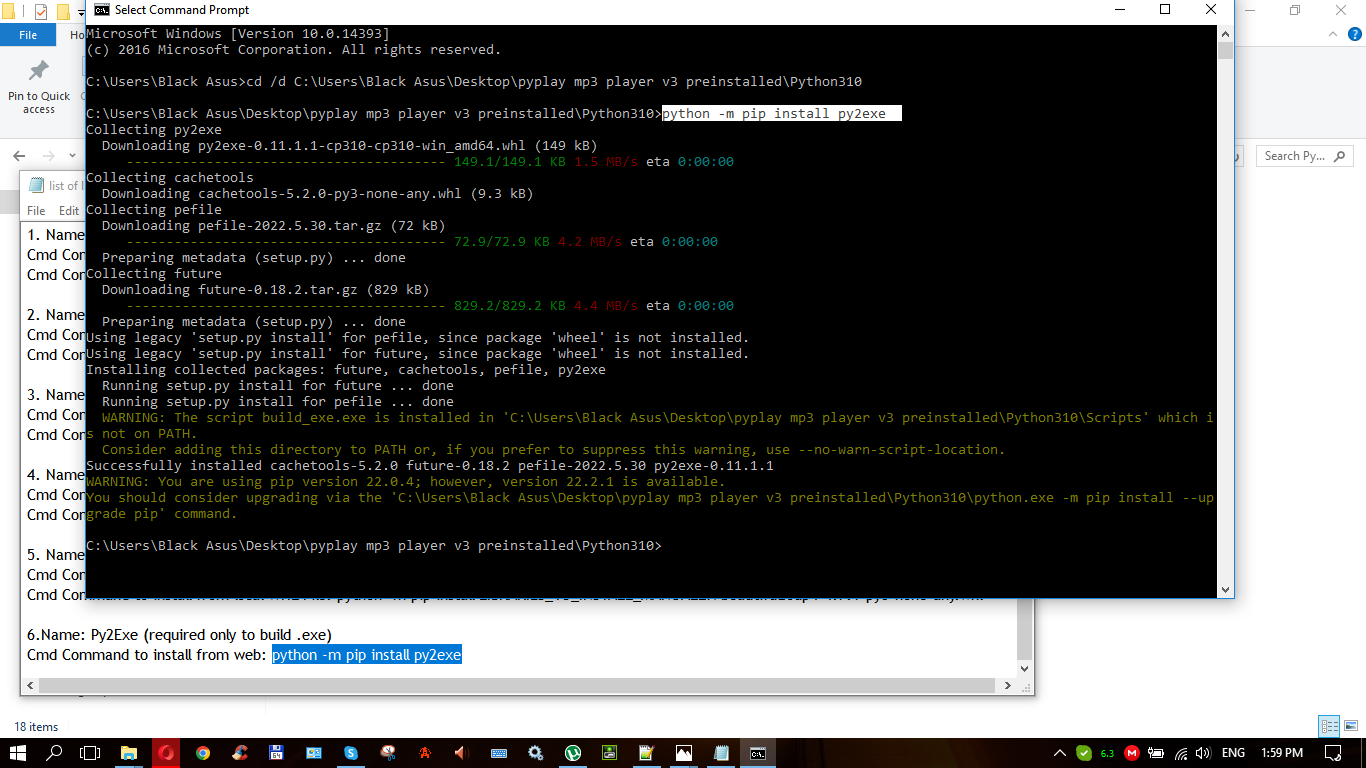 Select Command Prompt
File
Ho
Pin to Quick
access
Search Py...
Microsoft Windows [Version 10.0.14393]
(c) 2016 Microsoft Corporation. All rights reserved.
C:\Users\Black Asus>cd /d C:\Users\Black Asus\Desktop\pyplay mp3 player v3 preinstalled\Python310
C:\Users\Black Asus\Desktop\pyplay mp3 player v3 preinstalled\Python310>python -m pip install py2exe
Collecting py2exe
Downloading py2exe-0.11.1.1-cp310-cp310-win_amd64.whl (149 kB)
---------------------------------------- 149.1/149.1 KB 1.5 MB/s eta 0:00:00
Collecting cachetools
Downloading cachetools-5.2.0-py3-none-any.whl (9.3 kB)
Collecting pefile
Downloading pefile-2022.5.30.tar.gz (72 kB)
---------------------------------------- 72.9/72.9 KB 4.2 MB/s eta 0:00:00
Preparing metadata (setup.py) ... done
Collecting future
Downloading future-0.18.2.tar.gz (829 kB)
---------------------------------------- 829.2/829.2 KB 4.4 MB/s eta 0:00:00
Preparing metadata (setup.py) ... done
Using legacy 'setup.py install' for pefile, since package 'wheel' is not installed.
Using legacy 'setup.py install' for future, since package 'wheel' is not installed.
Installing collected packages: future, cachetools, pefile, py2exe
Running setup.py install for future ... done
Running setup.py install for pefile ... done
WARNING: The script build_exe.exe is installed in 'C:\Users\Black Asus\Desktop\pyplay mp3 player v3 preinstalled\Python310\Scripts' which i
s not on PATH.
Consider adding this directory to PATH or, if you prefer to suppress this warning, use --no-warn-script-location.
Successfully installed cachetools-5.2.0 future-0.18.2 pefile-2022.5.30 py2exe-0.11.1.1
WARNING: You are using pip version 22.0.4; however, version 22.2.1 is available.
You should consider upgrading via the 'C:\Users\Black Asus\Desktop\pyplay mp3 player v3 preinstalled\Python310\python.exe -m pip install --up
grade pip' command.
C:\Users\Black Asus\Desktop\pyplay mp3 player v3 preinstalled\Python310>
list of l
File Edit
1. Name
Cmd Con
Cmd Con
2. Name
Cmd Con
Cmd Con
3. Name
Cmd Con
Cmd Con
4. Name
Cmd Con
Cmd Con
5. Name
Cmd Con
Cmd Con
6.Name: Py2Exe (required only to build .exe)
Cmd Command to install from web: python -m pip install py2exe
18 items
64
6.3
ENG
1:59 PM